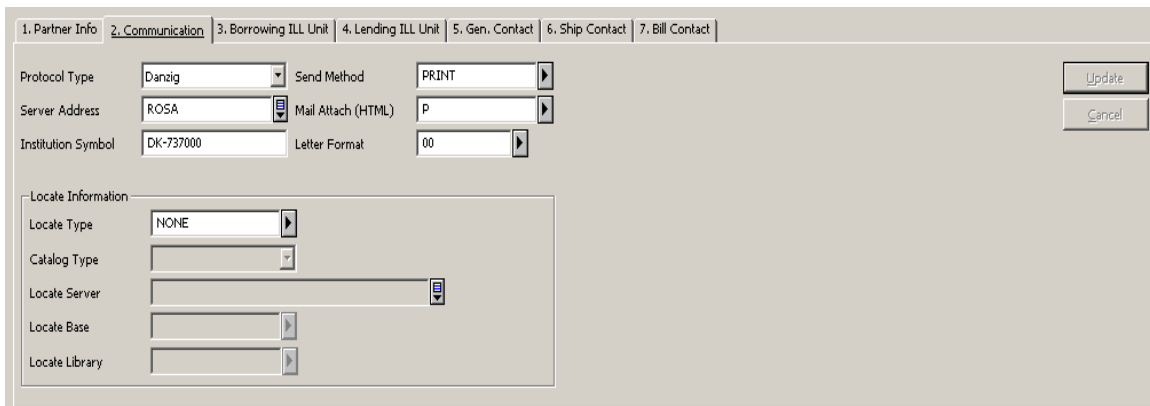 1. Partner Info 2. Communication 3. Borrowing ILL Unit 4. Lending ILL Unit 5. Gen. Contact 6. Ship Contact 7. Bill Contact
Protocol Type Danzig Send Method PRINT Update
Server Address ROSA Mail Attach (HTML) P Cancel
Institution Symbol DK-737000 Letter Format 00
Locate Information
Locate Type NONE
Catalog Type
Locate Server
Locate Base
Locate Library